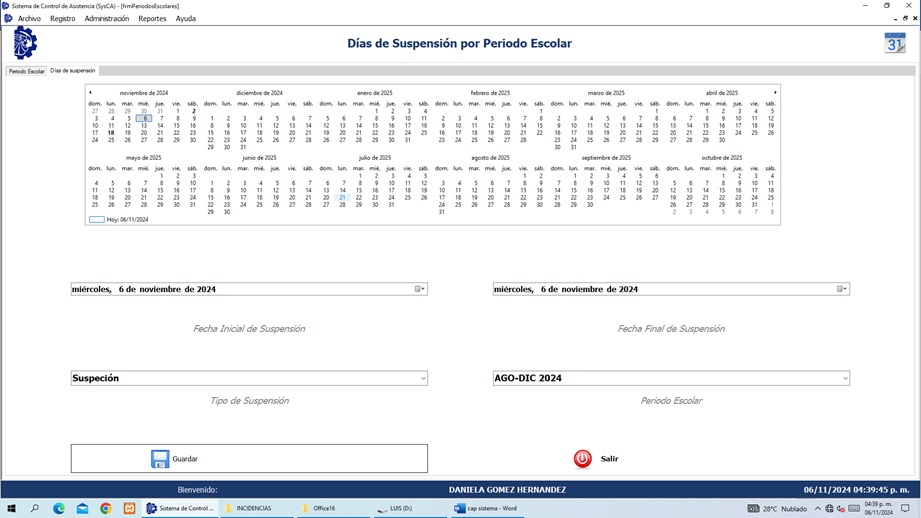 Sistema de Control de Asistencia (SysCA) - [frmPeriodosEscolares]
Archivo Registro Administración Reportes Ayuda
Días de Suspensión por Periodo Escolar
31
Periodo Escolar Días de suspensión
noviembre de 2024 diciembre de 2024 enero de 2025 febrero de 2025 marzo de 2025 abril de 2025
dom. lun. mar. mié. jue. vie. sáb. dom. lun. mar. mié. jue. vie. sáb. dom. lun. mar. mié. jue. vie. sáb. dom. lun. mar. mié. jue. vie. sáb. dom. lun. mar. mié. jue. vie. sáb. dom. lun. mar. mié. jue. vie. sáb.
27 28 29 30 31 1 2 1 2 3 4 1 1 1 2 3 4 5
3 4 5 6 7 8 9 1 2 3 4 5 6 7 5 6 7 8 9 10 11 2 3 4 5 6 7 8 2 3 4 5 6 7 8 6 7 8 9 10 11 12
10 11 12 13 14 15 16 8 9 10 11 12 13 14 12 13 14 15 16 17 18 9 10 11 12 13 14 15 9 10 11 12 13 14 15 13 14 15 16 17 18 19
17 18 19 20 21 22 23 15 16 17 18 19 20 21 19 20 21 22 23 24 25 16 17 18 19 20 21 22 16 17 18 19 20 21 22 20 21 22 23 24 25 26
24 25 26 27 28 29 30 22 23 24 25 26 27 28 26 27 28 29 30 31 23 24 25 26 27 28 23 24 25 26 27 28 29 27 28 29 30
29 30 31 30 31
mayo de 2025 junio de 2025 julio de 2025 agosto de 2025 septiembre de 2025 octubre de 2025
dom. lun. mar. mié. jue. vie. sáb. dom. lun. mar. mié. jue. vie. sáb. dom. lun. mar. mié. jue. vie. sáb. dom. lun. mar. mié. jue. vie. sáb. dom. lun. mar. mié. jue. vie. sáb. dom. lun. mar. mié. jue. vie. sáb.
1 2 3 1 2 3 4 5 6 7 1 2 3 4 5 1 2 1 2 3 4 5 6 1 2 3 4
4 5 6 7 8 9 10 8 9 10 11 12 13 14 6 7 8 9 10 11 12 3 4 5 6 7 8 9 7 8 9 10 11 12 13 5 6 7 8 9 10 11
11 12 13 14 15 16 17 15 16 17 18 19 20 21 13 14 15 16 17 18 19 10 11 12 13 14 15 16 14 15 16 17 18 19 20 12 13 14 15 16 17 18
18 19 20 21 22 23 24 22 23 24 25 26 27 28 20 21 22 23 24 25 26 17 18 19 20 21 22 23 21 22 23 24 25 26 27 19 20 21 22 23 24 25
25 26 27 28 29 30 31 29 30 27 28 29 30 31 24 25 26 27 28 29 30 28 29 30 26 27 28 29 30 31 1
31 2 3 4 5 6 7 8
Hoy: 06/11/2024
miércoles, 6 de noviembre de 2024 miércoles, 6 de noviembre de 2024
Fecha Inicial de Suspensión Fecha Final de Suspensión
Suspeción AGO-DIC 2024
Tipo de Suspensión Periodo Escolar
Guardar Salir
Bienvenido: DANIELA GOMEZ HERNANDEZ 06/11/2024 04:39:45 p. m.
Sistema de Control ... INCIDENCIAS Office16 LUIS (D:) cap sistema - Word 28°C Nublado 04:39 p. m.
06/11/2024